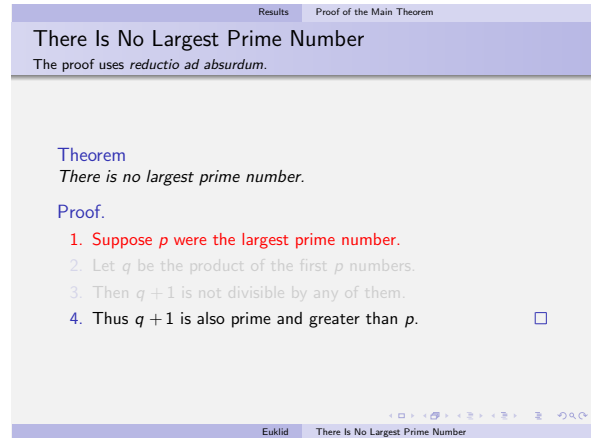 Results Proof of the Main Theorem
There Is No Largest Prime Number
The proof uses reductio ad absurdum.
Theorem
There is no largest prime number.
Proof.
1. Suppose p were the largest prime number.
2. Let q be the product of the first p numbers.
3. Then q + 1 is not divisible by any of them.
4. Thus q + 1 is also prime and greater than p.
Euklid There Is No Largest Prime Number